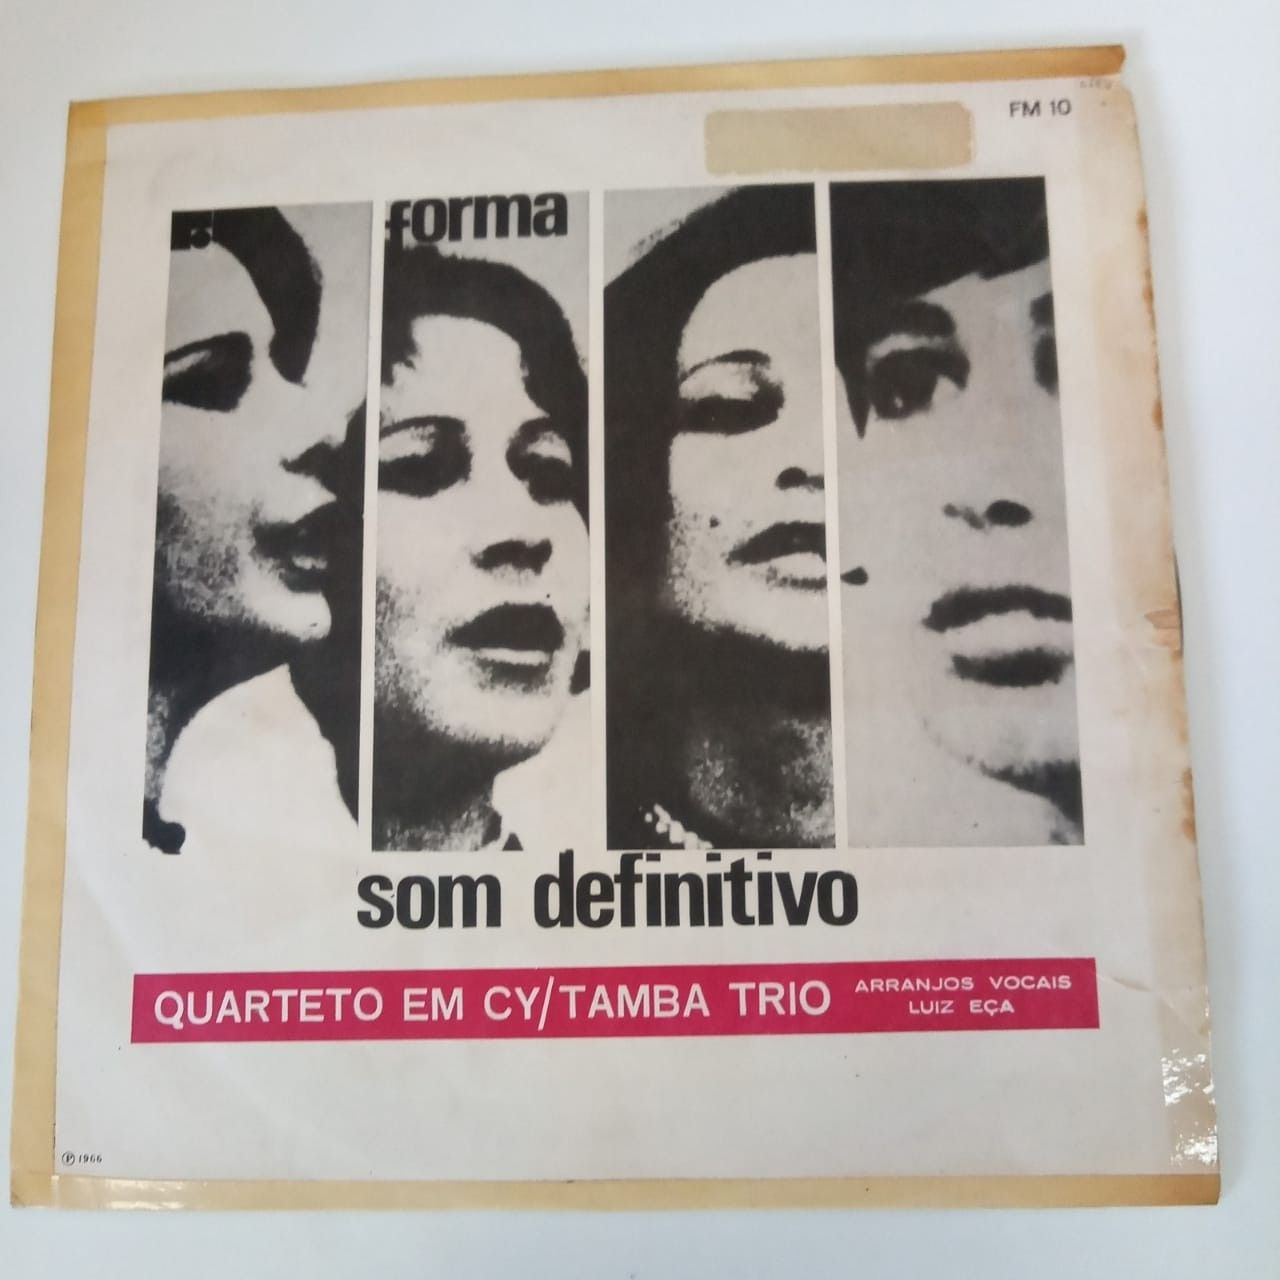 FM 10
forma
som definitivo
QUARTETO EM CY/TAMBA TRIO
ARRANJOS VOCAIS
LUIZ EÇA
℗ 1966